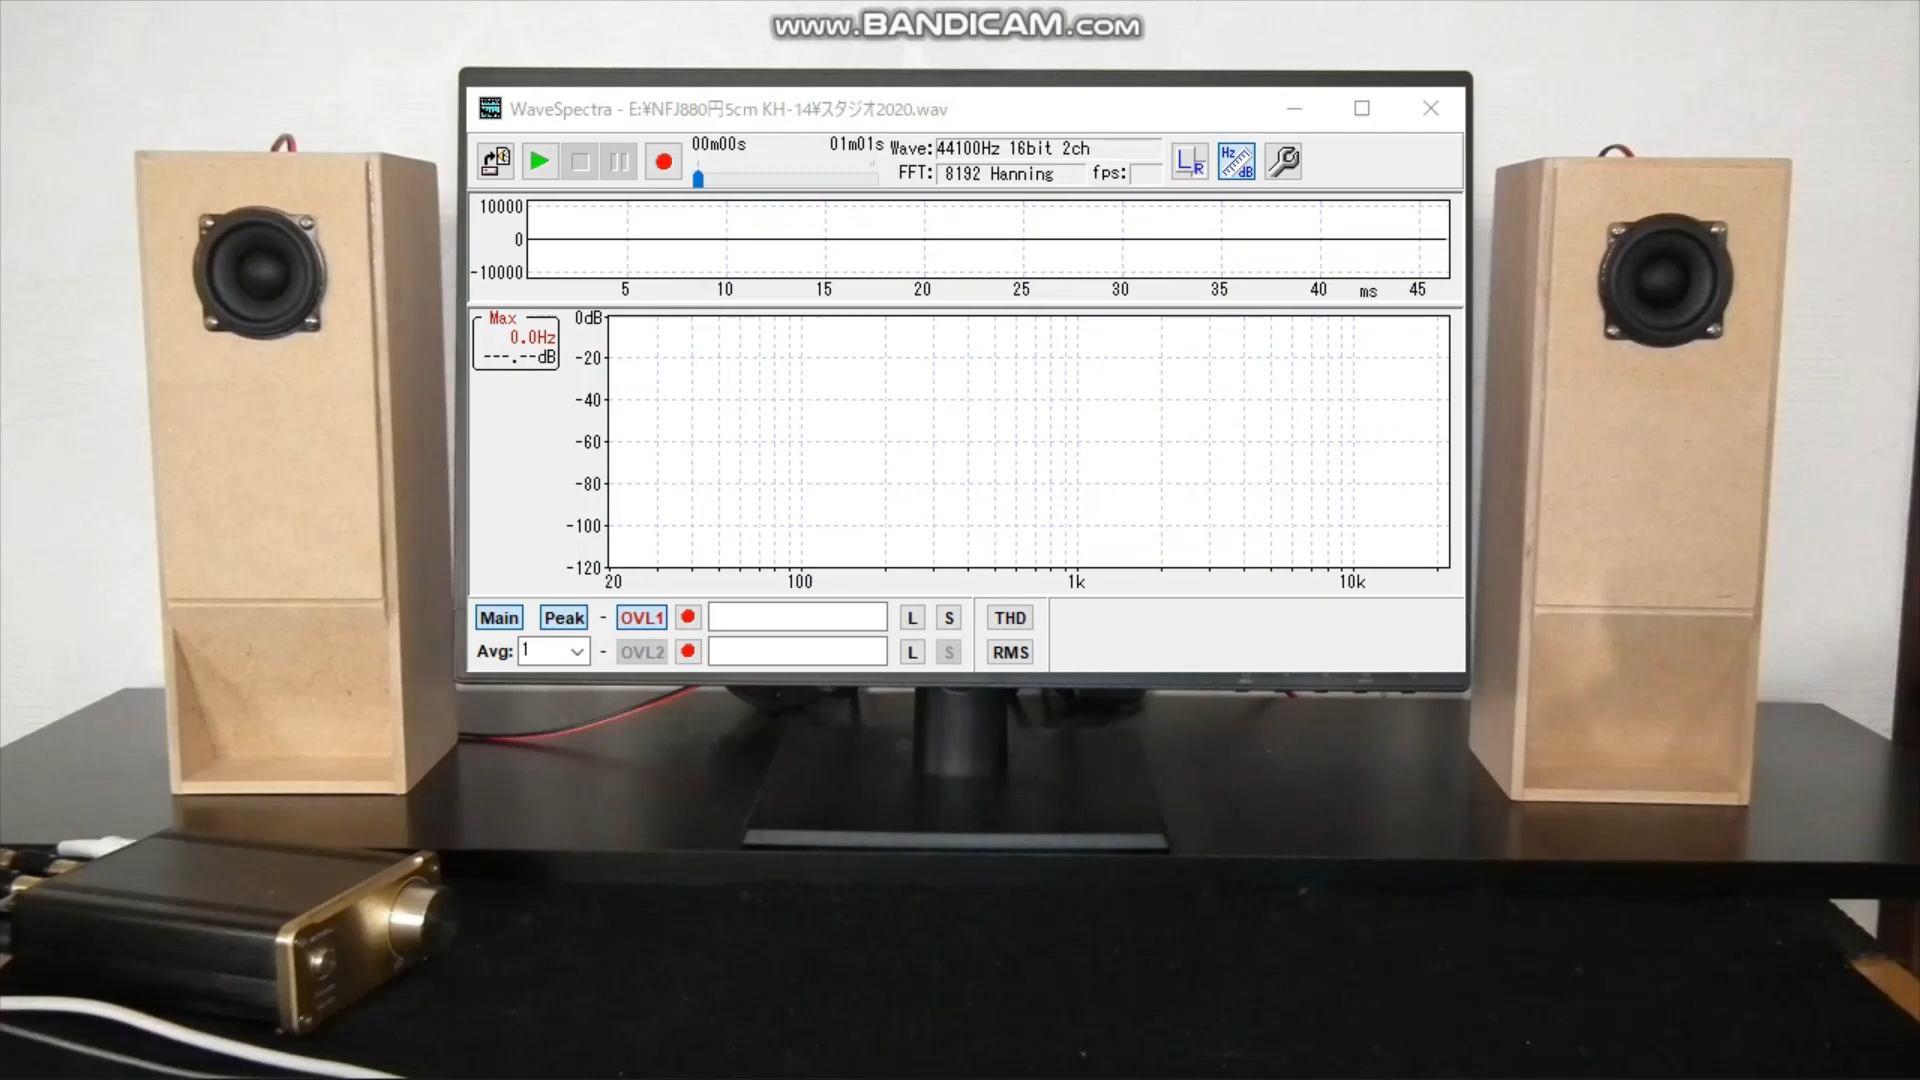 www.BANDICAM.com
WaveSpectra - E:¥NFJ880円5cm KH-14¥スタジオ2020.wav
00m00s 01m01s Wave: 44100Hz 16bit 2ch
FFT: 8192 Hanning fps:
L R
Hz dB
10000
0
-10000
5 10 15 20 25 30 35 40 ms 45
Max
0.0Hz
---.--dB
0dB
-20
-40
-60
-80
-100
-120
20 100 1k 10k
Main Peak - OVL1 L S THD
Avg: 1 - OVL2 L S RMS